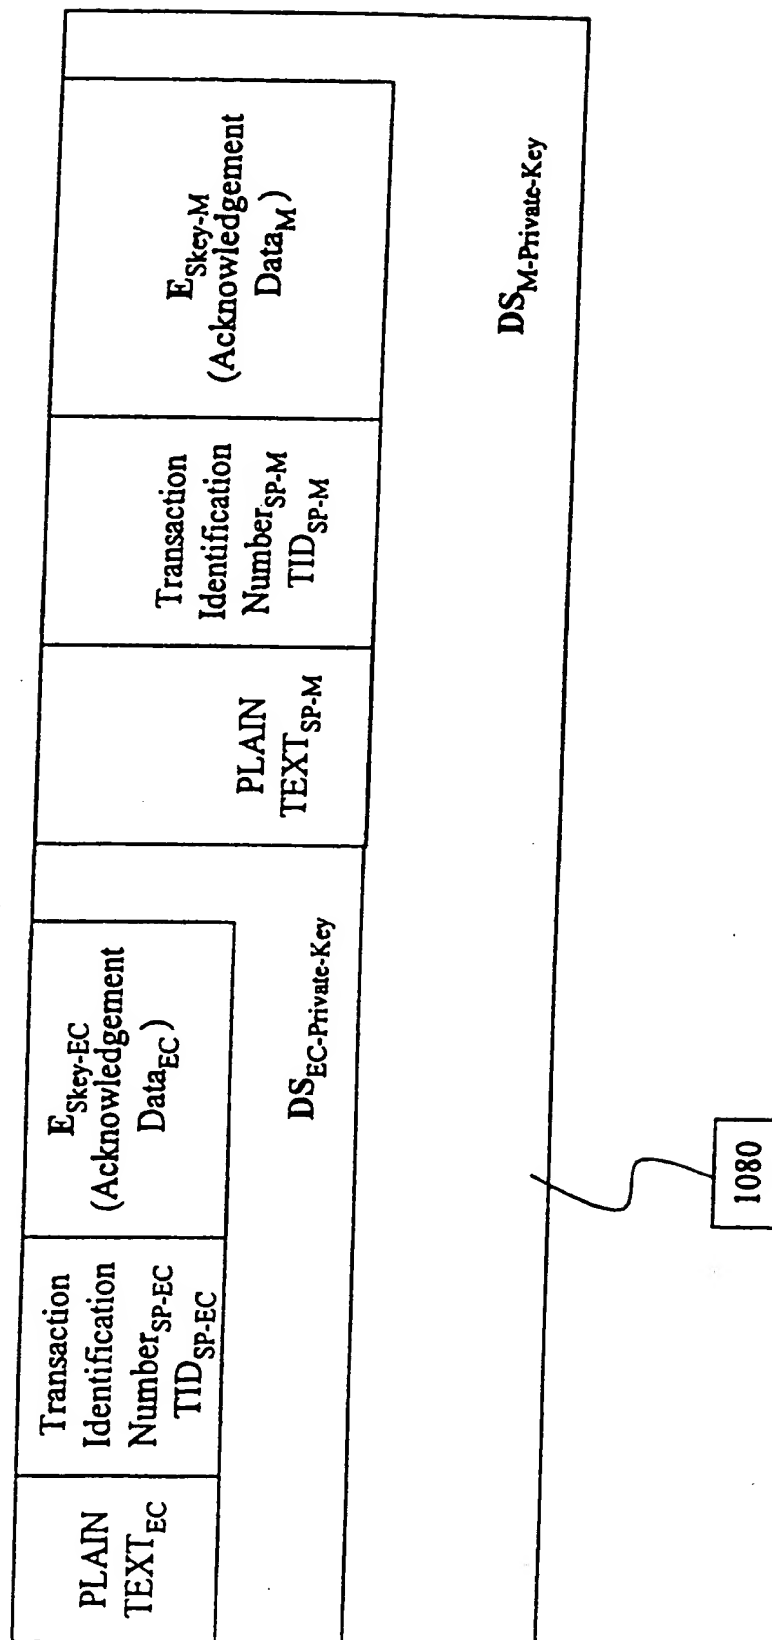 PLAIN
TEXT_EC
Transaction
Identification
Number_SP-EC
TID_SP-EC
E_Skey-EC
(Acknowledgement
Data_EC)
DS_EC-Private-Key
PLAIN
TEXT_SP-M
Transaction
Identification
Number_SP-M
TID_SP-M
E_Skey-M
(Acknowledgement
Data_M)
DS_M-Private-Key
1080